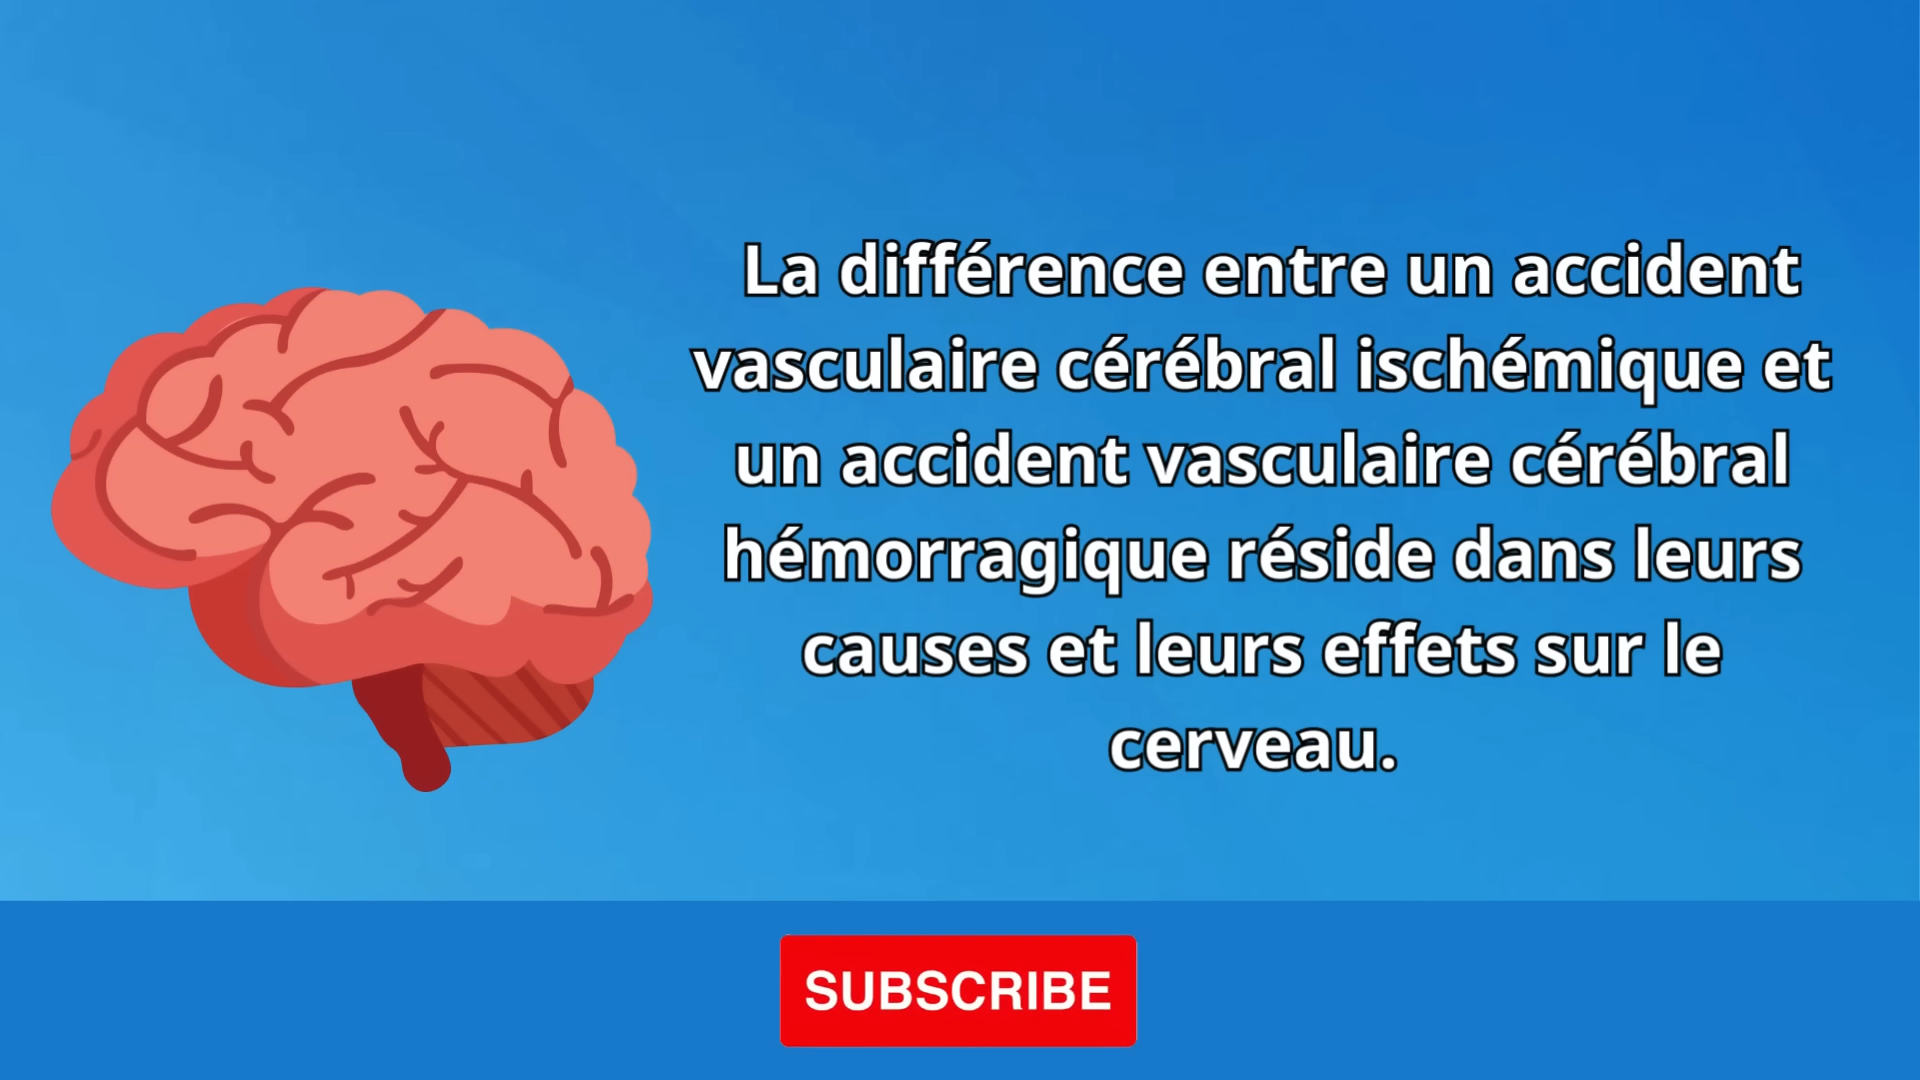 La différence entre un accident
vasculaire cérébral ischémique et
un accident vasculaire cérébral
hémorragique réside dans leurs
causes et leurs effets sur le
cerveau.
SUBSCRIBE